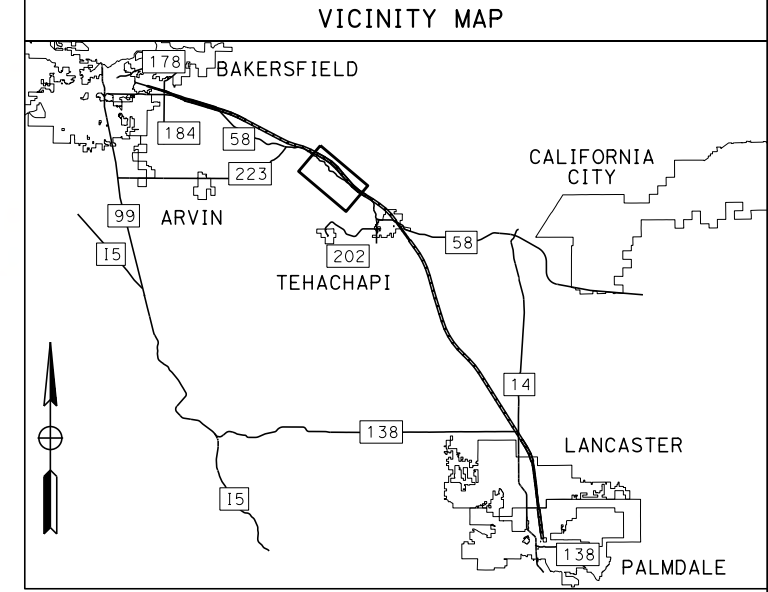 VICINITY MAP
178
BAKERSFIELD
184
58
223
CALIFORNIA
CITY
99
ARVIN
58
I5
202
TEHACHAPI
14
138
LANCASTER
I5
138
PALMDALE